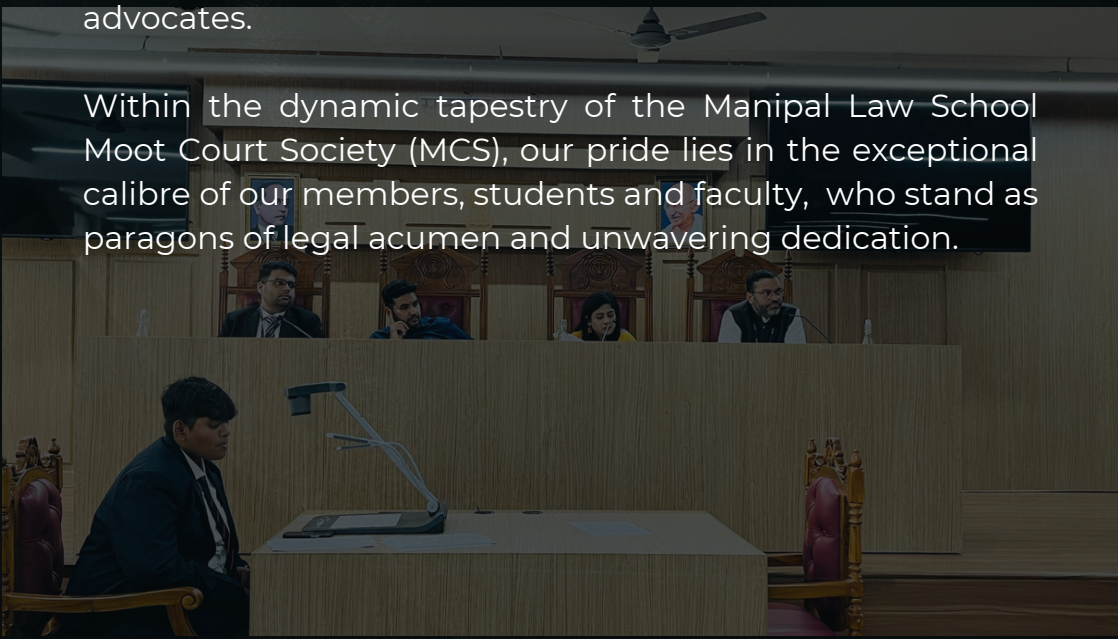 advocates.
Within the dynamic tapestry of the Manipal Law School
Moot Court Society (MCS), our pride lies in the exceptional
calibre of our members, students and faculty, who stand as
paragons of legal acumen and unwavering dedication.